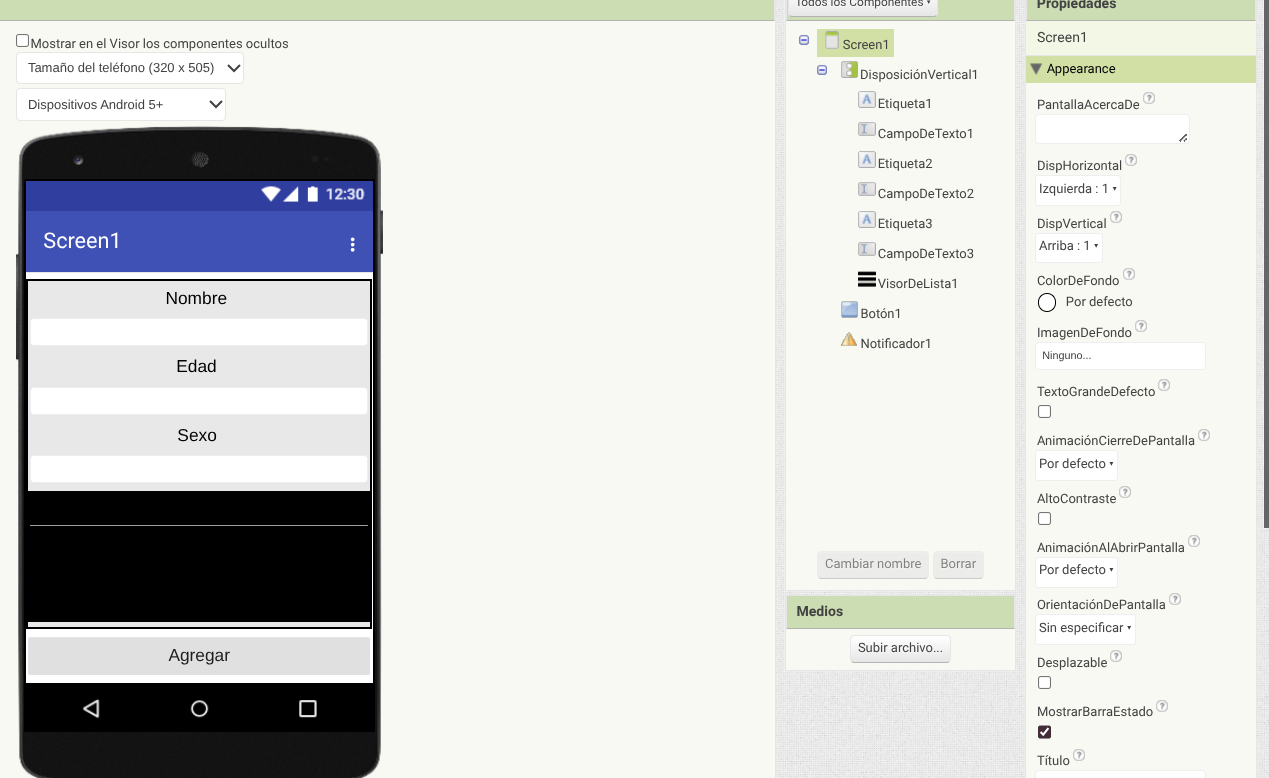 Mostrar en el Visor los componentes ocultos
Tamaño del teléfono (320 x 505)
Dispositivos Android 5+
12:30
Screen1
Nombre
Edad
Sexo
Agregar
Todos los Componentes
Screen1
DisposiciónVertical1
Etiqueta1
CampoDeTexto1
Etiqueta2
CampoDeTexto2
Etiqueta3
CampoDeTexto3
VisorDeLista1
Botón1
Notificador1
Cambiar nombre Borrar
Medios
Subir archivo...
Propiedades
creen1
Appearance
PantallaAcercaDe ?
DispHorizontal ?
Izquierda : 1
DispVertical ?
Arriba : 1
ColorDeFondo ?
Por defecto
ImagenDeFondo ?
Ninguno...
TextoGrandeDefecto ?
AnimaciónCierreDePantalla ?
Por defecto
AltoContraste ?
AnimaciónAlAbrirPantalla ?
Por defecto
OrientaciónDePantalla ?
Sin especificar
Desplazable ?
MostrarBarraEstado ?
Título ?